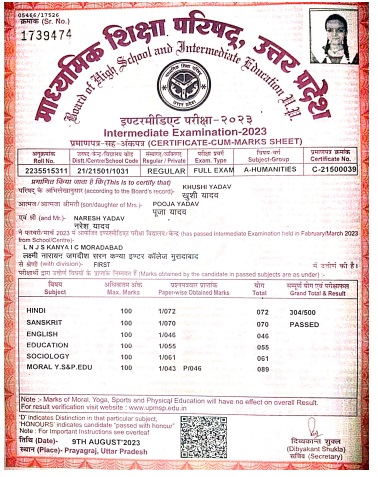 05466/17526
क्रमांक (Sr. No.)
1739474
माध्यमिक शिक्षा परिषद्, उत्तर प्रदेश
Board of High School and Intermediate Education U.P.
इण्टरमीडिएट परीक्षा-२०२३
Intermediate Examination-2023
प्रमाणपत्र-सह-अंकपत्र (CERTIFICATE-CUM-MARKS SHEET)
अनुक्रमांक Roll No. जनपद/केन्द्र/विद्यालय कोड Distt./Centre/School Code संस्थागत/व्यक्तिगत Regular / Private परीक्षा प्रकार Exam. Type विषय-वर्ग Subject-Group प्रमाणपत्र क्रमांक Certificate No.
2235515311 21/21501/1031 REGULAR FULL EXAM A-HUMANITIES C-21500039
प्रमाणित किया जाता है कि(This is to certify that) KHUSHI YADAV
परिषद् के अभिलेखानुसार (according to the Board's record)- खुशी यादव
आत्मज/आत्मजा श्रीमती (son/daughter of Mrs.)- POOJA YADAV
पूजा यादव
एवं श्री (and Mr.)- NARESH YADAV
नरेश यादव
ने फरवरी/मार्च २०२३ में आयोजित इण्टरमीडिएट परीक्षा विद्यालय/केन्द्र (has passed Intermediate Examination held in February/March 2023
from School/Centre)-
L N J S KANYA I C MORADABAD
लक्ष्मी नारायन जगदीश सरन कन्या इण्टर कॉलेज मुरादाबाद
से श्रेणी (with division)- FIRST में उत्तीर्ण की है।
परीक्षार्थी द्वारा उत्तीर्ण विषयों के प्राप्तांक निम्नवत हैं (Marks obtained by the candidate in passed subjects are as under) :-
विषय Subject अधिकतम अंक Max. Marks प्रश्नपत्रवार प्राप्तांक Paper-wise Obtained Marks योग Total सम्पूर्ण योग एवं परीक्षाफल Grand Total & Result
HINDI 100 1/072 072 304/500
SANSKRIT 100 1/070 070 PASSED
ENGLISH 100 1/046 046
EDUCATION 100 1/055 055
SOCIOLOGY 100 1/061 061
MORAL Y.S&P.EDU 100 1/043 P/046 089
Note :- Marks of Moral, Yoga, Sports and Physical Education will have no effect on overall Result.
For result verification visit website : www.upmsp.edu.in
'D' indicates Distinction in that particular subject,
'HONOURS' indicates candidate "passed with honour"
Note : For Important Instructions see overleaf
तिथि (Date)- 9TH AUGUST'2023
स्थान (Place)- Prayagraj, Uttar Pradesh
दिव्यकान्त शुक्ल
(Dibyakant Shukla)
सचिव (Secretary)